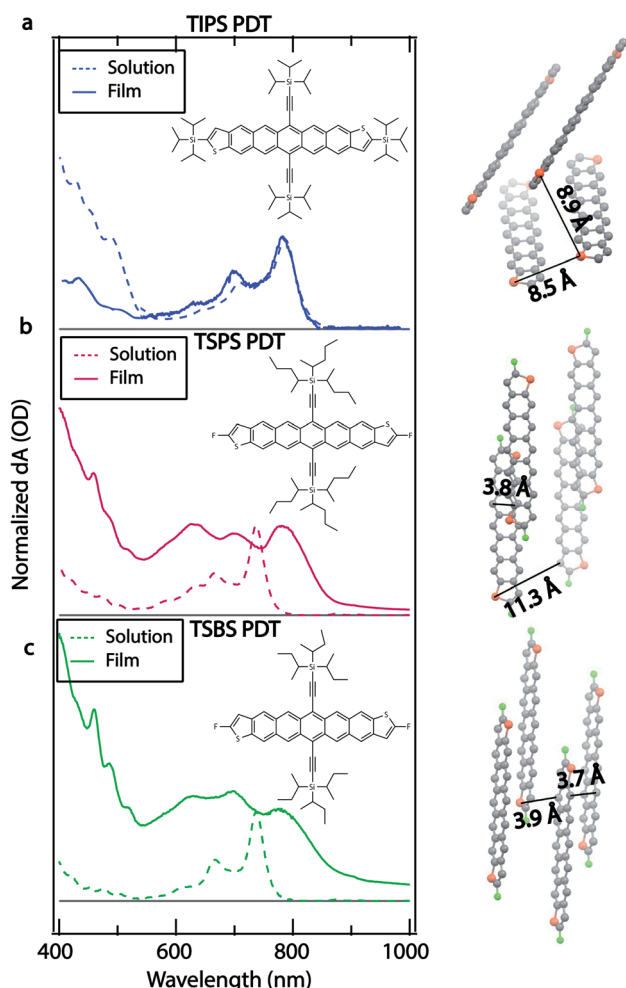 a
TIPS PDT
Solution
Film
Si
Si
S
S
Si
Si
8.9 Å
8.5 Å
b
TSPS PDT
Solution
Film
Si
S
F
F
S
Si
3.8 Å
11.3 Å
c
TSBS PDT
Solution
Film
Si
S
F
F
S
Si
3.7 Å
3.9 Å
Normalized dA (OD)
400
600
800
1000
Wavelength (nm)